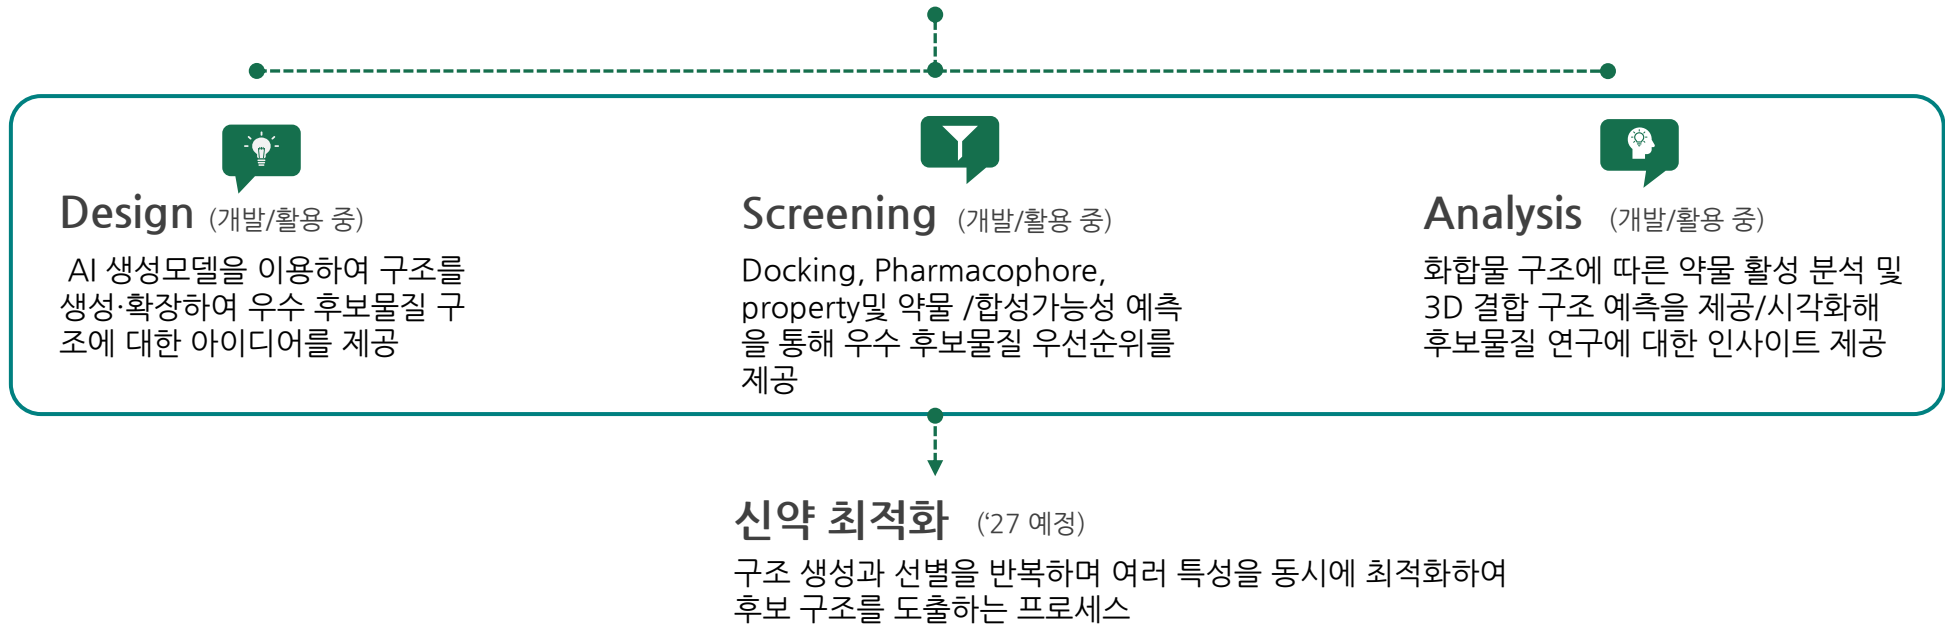 Design (개발/활용 중)
AI 생성모델을 이용하여 구조를
생성·확장하여 우수 후보물질 구
조에 대한 아이디어를 제공
Screening (개발/활용 중)
Docking, Pharmacophore,
property및 약물 /합성가능성 예측
을 통해 우수 후보물질 우선순위를
제공
Analysis (개발/활용 중)
화합물 구조에 따른 약물 활성 분석 및
3D 결합 구조 예측을 제공/시각화해
후보물질 연구에 대한 인사이트 제공
신약 최적화 (‘27 예정)
구조 생성과 선별을 반복하며 여러 특성을 동시에 최적화하여
후보 구조를 도출하는 프로세스